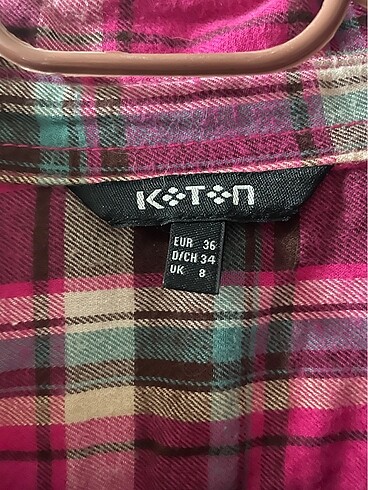 KOTON
EUR 36
D/CH 34
UK 8